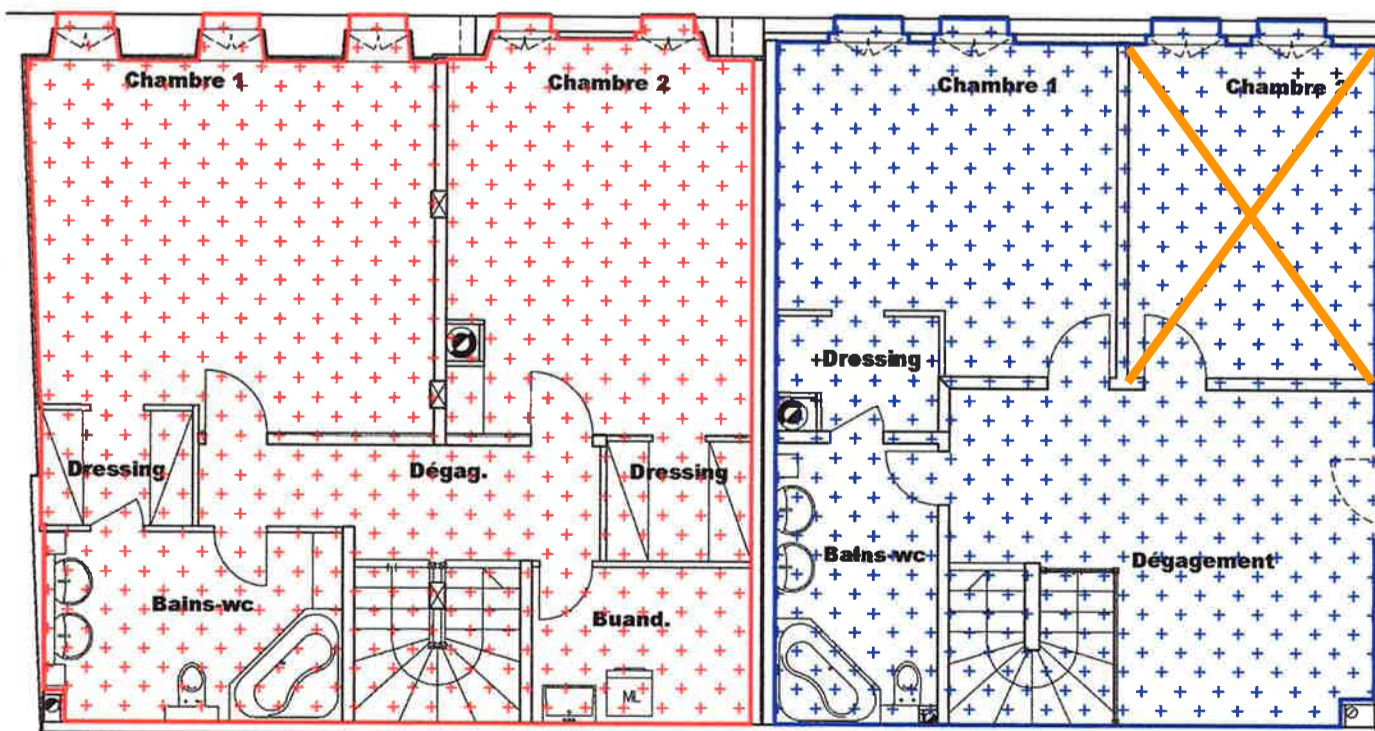 Chambre 1
Chambre 2
Chambre 1
Chambre 2
Dressing
Dressing
Dégag.
Dressing
Bains-wc
Dégagement
Bains-wc
Buand.
ML